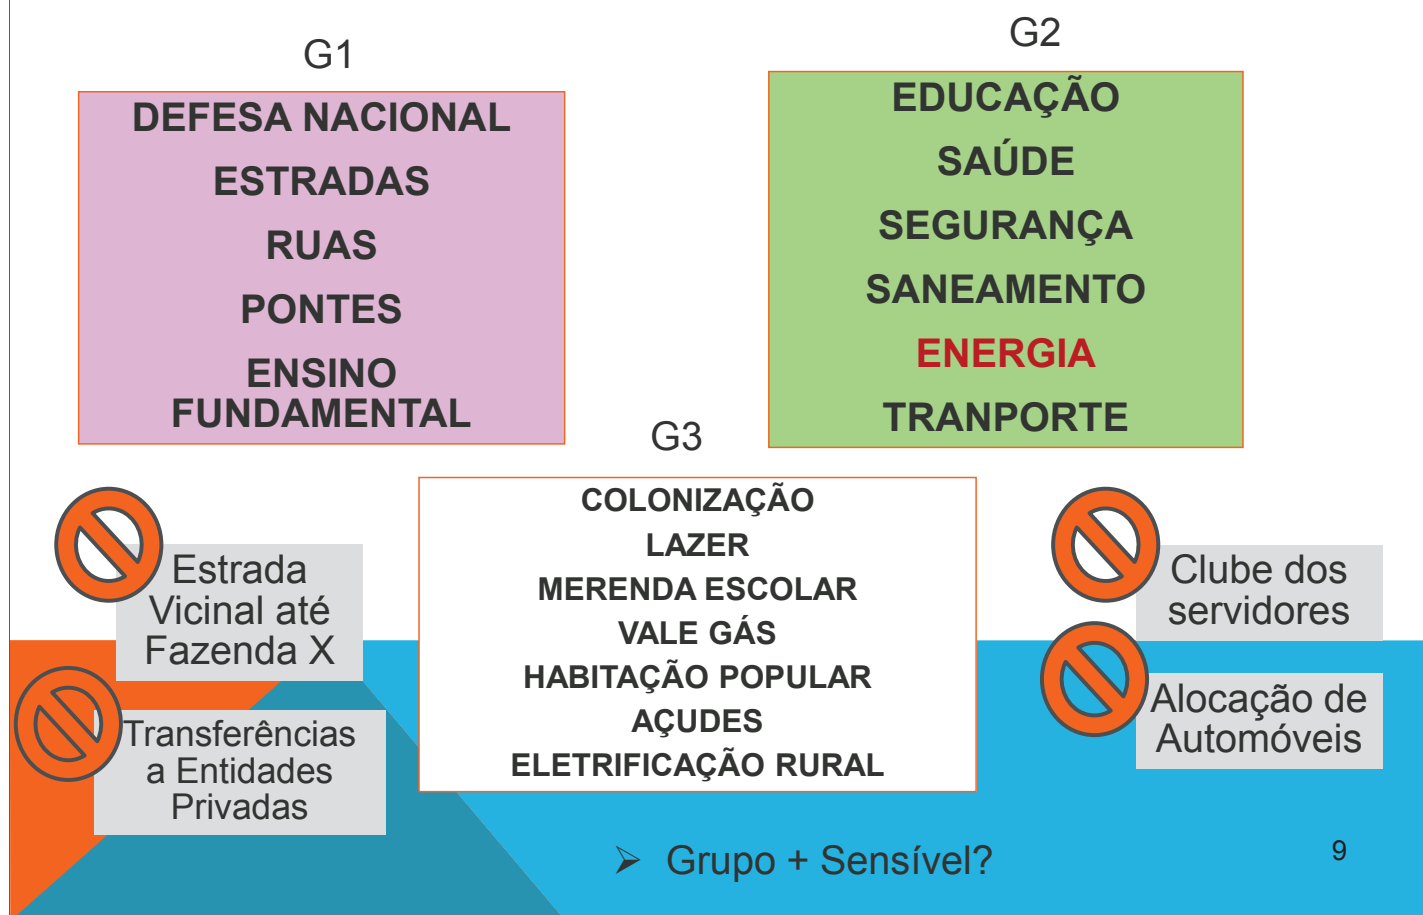 G1
DEFESA NACIONAL
ESTRADAS
RUAS
PONTES
ENSINO
FUNDAMENTAL
G2
EDUCAÇÃO
SAÚDE
SEGURANÇA
SANEAMENTO
ENERGIA
TRANPORTE
G3
COLONIZAÇÃO
LAZER
MERENDA ESCOLAR
VALE GÁS
HABITAÇÃO POPULAR
AÇUDES
ELETRIFICAÇÃO RURAL
Estrada
Vicinal até
Fazenda X
Transferências
a Entidades
Privadas
Clube dos
servidores
Alocação de
Automóveis
➢ Grupo + Sensível?
9